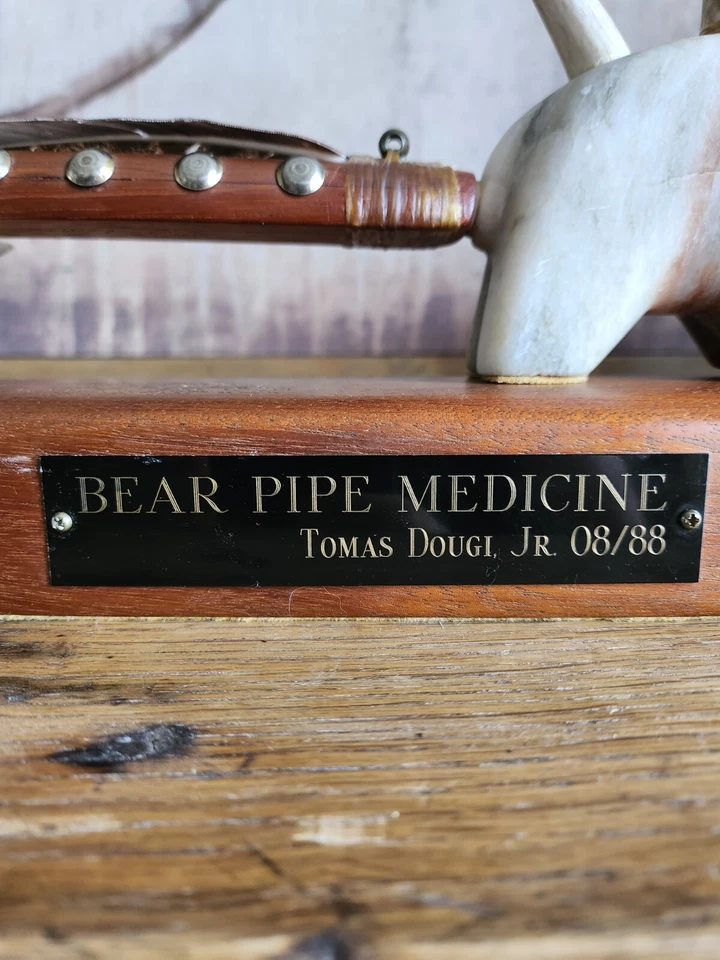 BEAR PIPE MEDICINE
TOMAS DOUGI, JR. 08/88